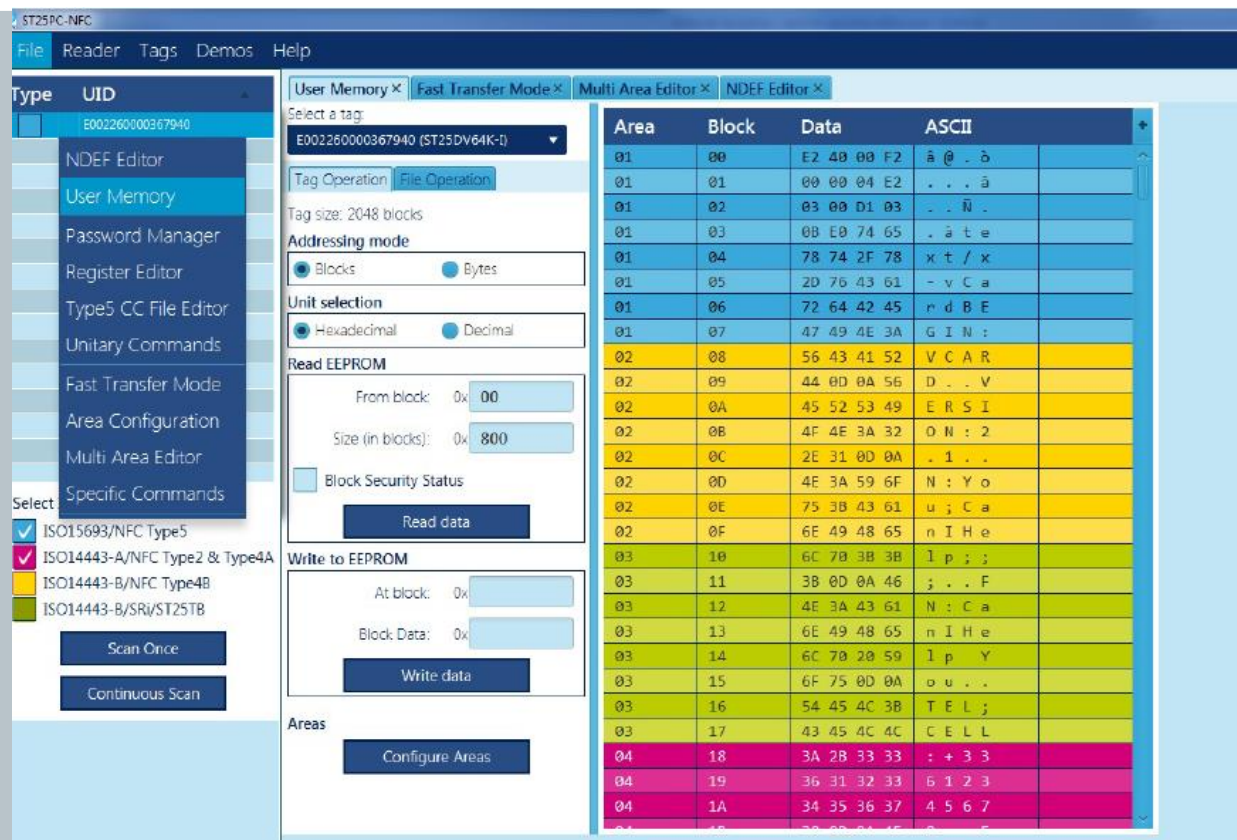 ST25PC-NFC
File Reader Tags Demos Help
Type UID
E002260000367940
NDEF Editor
User Memory
Password Manager
Register Editor
Type5 CC File Editor
Unitary Commands
Fast Transfer Mode
Area Configuration
Multi Area Editor
Specific Commands
Select
ISO15693/NFC Type5
ISO14443-A/NFC Type2 & Type4A
ISO14443-B/NFC Type4B
ISO14443-B/SRi/ST25TB
Scan Once
Continuous Scan
User Memory × Fast Transfer Mode × Multi Area Editor × NDEF Editor ×
Select a tag:
E002260000367940 (ST25DV64K-I)
Tag Operation File Operation
Tag size: 2048 blocks
Addressing mode
Blocks Bytes
Unit selection
Hexadecimal Decimal
Read EEPROM
From block: 0x 00
Size (in blocks): 0x 800
Block Security Status
Read data
Write to EEPROM
At block: 0x
Block Data: 0x
Write data
Areas
Configure Areas
Area Block Data ASCII +
01 00 E2 40 00 F2 â @ . ò
01 01 00 00 04 E2 . . . â
01 02 03 00 D1 03 . . Ñ .
01 03 0B E0 74 65 . à t e
01 04 78 74 2F 78 x t / x
01 05 2D 76 43 61 - v C a
01 06 72 64 42 45 r d B E
01 07 47 49 4E 3A G I N :
02 08 56 43 41 52 V C A R
02 09 44 0D 0A 56 D . . V
02 0A 45 52 53 49 E R S I
02 0B 4F 4E 3A 32 O N : 2
02 0C 2E 31 0D 0A . 1 . .
02 0D 4E 3A 59 6F N : Y o
02 0E 75 3B 43 61 u ; C a
02 0F 6E 49 48 65 n I H e
03 10 6C 70 3B 3B l p ; ;
03 11 3B 0D 0A 46 ; . . F
03 12 4E 3A 43 61 N : C a
03 13 6E 49 48 65 n I H e
03 14 6C 70 20 59 l p Y
03 15 6F 75 0D 0A o u . .
03 16 54 45 4C 3B T E L ;
03 17 43 45 4C 4C C E L L
04 18 3A 2B 33 33 : + 3 3
04 19 36 31 32 33 6 1 2 3
04 1A 34 35 36 37 4 5 6 7